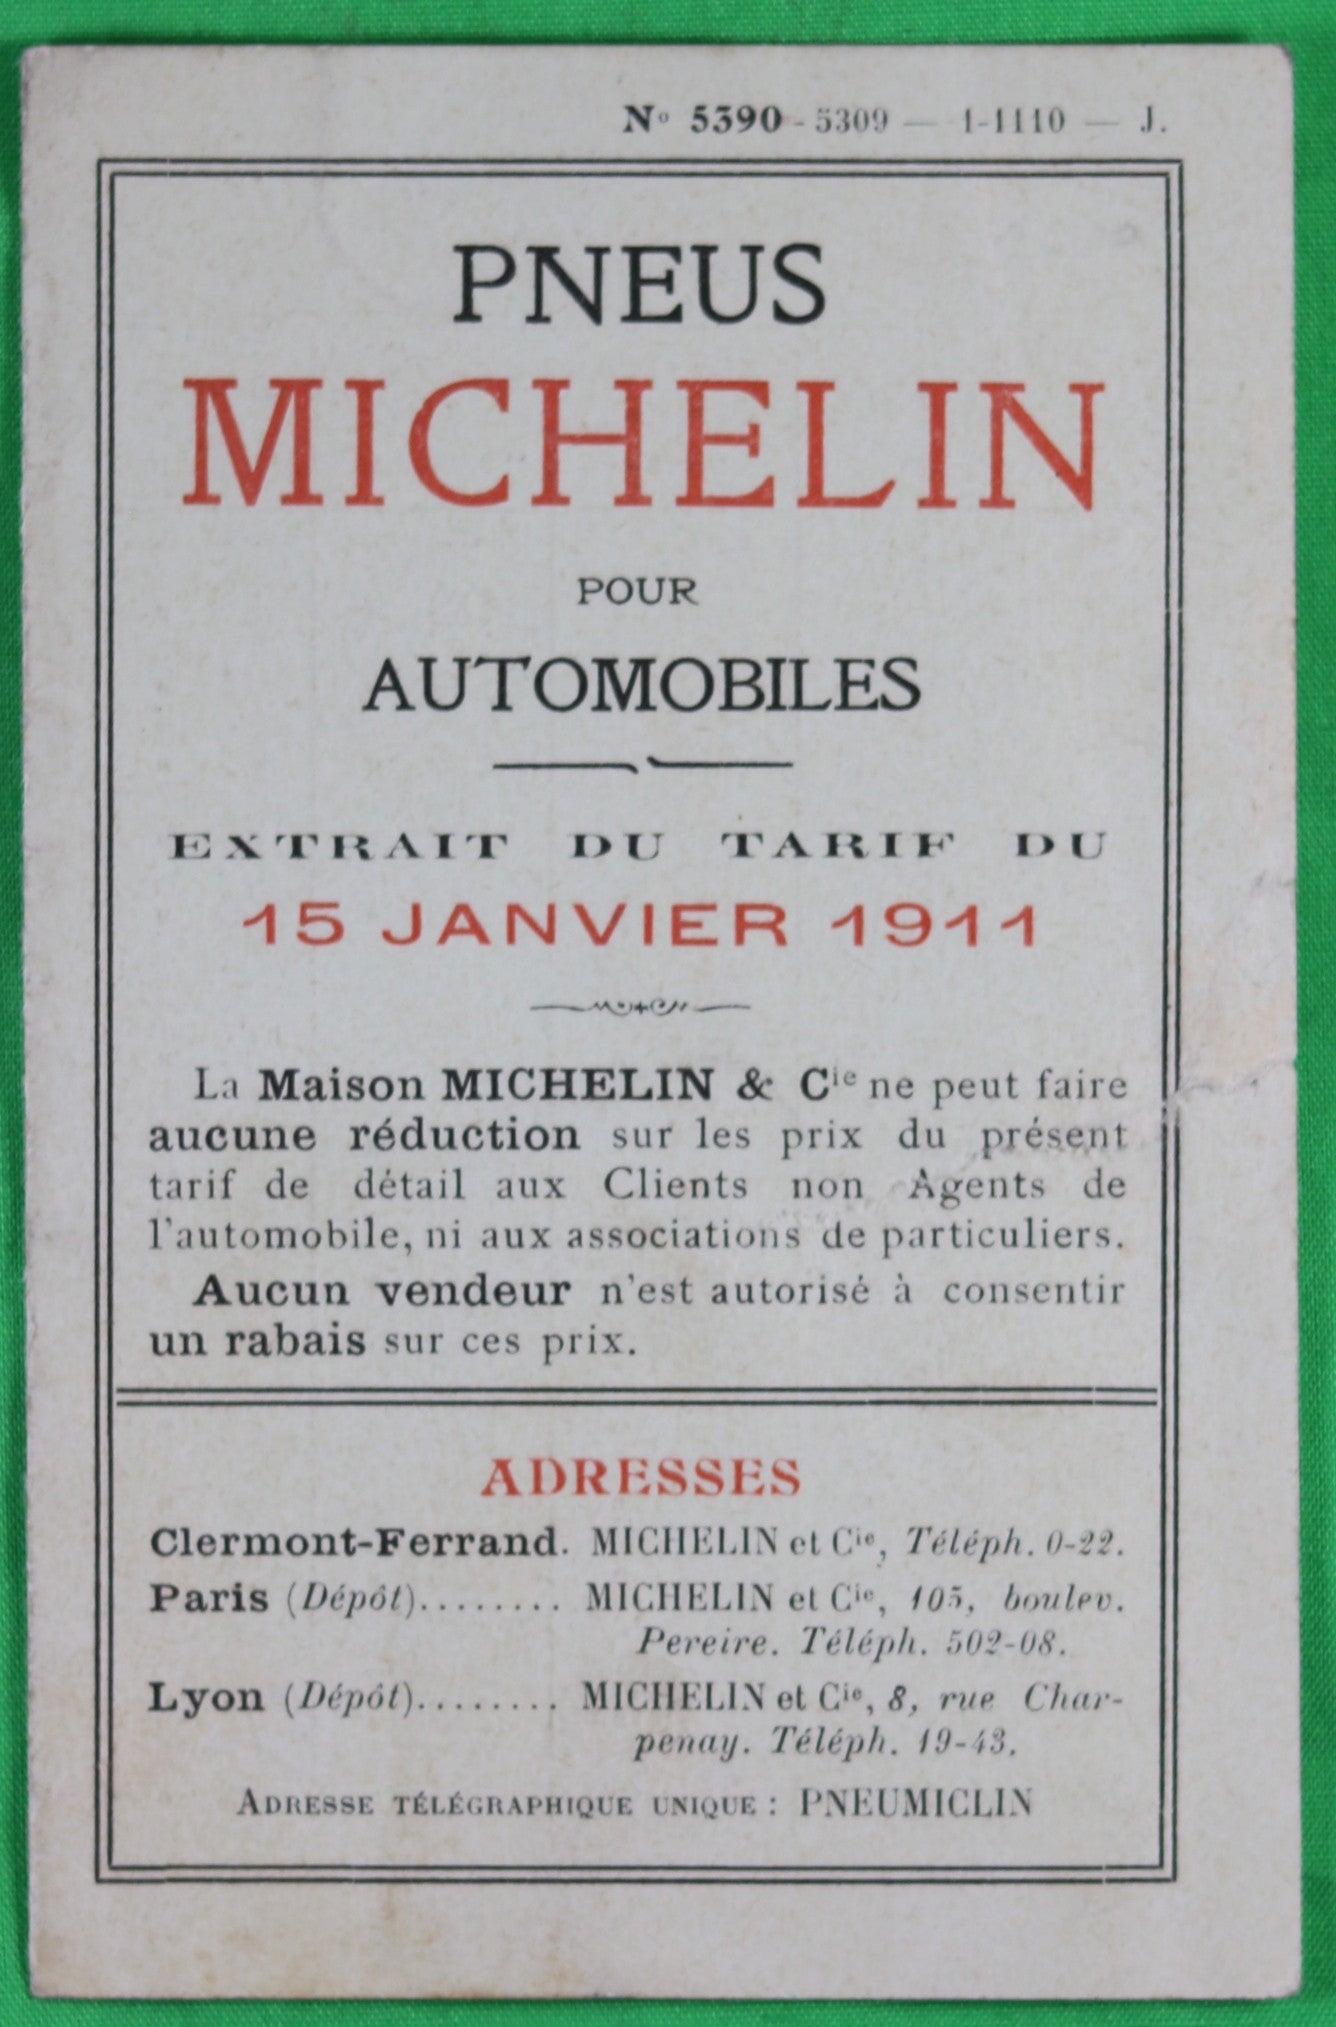 Nº 5390 - 5309 — 1-1110 — J.
PNEUS
MICHELIN
POUR
AUTOMOBILES
EXTRAIT DU TARIF DU
15 JANVIER 1911
La Maison MICHELIN & Cie ne peut faire
aucune réduction sur les prix du présent
tarif de détail aux Clients non Agents de
l'automobile, ni aux associations de particuliers.
Aucun vendeur n'est autorisé à consentir
un rabais sur ces prix.
ADRESSES
Clermont-Ferrand. MICHELIN et Cie, Téléph. 0-22.
Paris (Dépôt)........ MICHELIN et Cie, 105, boulev.
Pereire. Téléph. 502-08.
Lyon (Dépôt)........ MICHELIN et Cie, 8, rue Char-
penay. Téléph. 19-43.
ADRESSE TÉLÉGRAPHIQUE UNIQUE : PNEUMICLIN